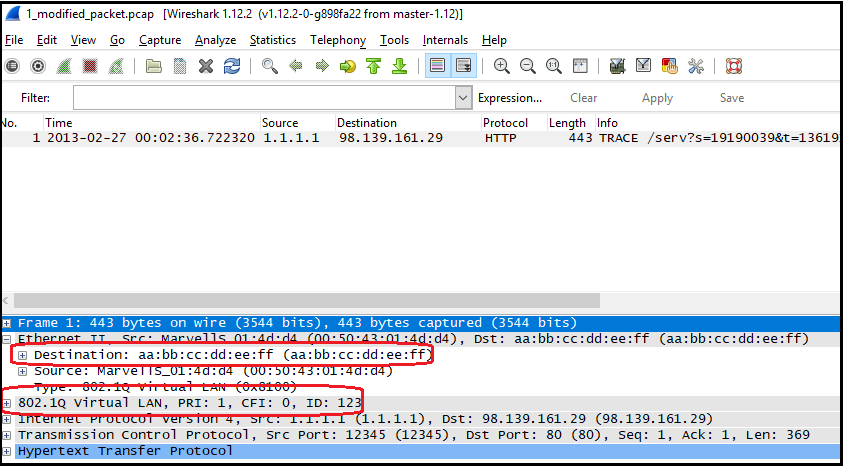 1_modified_packet.pcap [Wireshark 1.12.2 (v1.12.2-0-g898fa22 from master-1.12)]
File Edit View Go Capture Analyze Statistics Telephony Tools Internals Help
Filter: Expression... Clear Apply Save
No. Time Source Destination Protocol Length Info
1 2013-02-27 00:02:36.722320 1.1.1.1 98.139.161.29 HTTP 443 TRACE /serv?s=19190039&t=13619
Frame 1: 443 bytes on wire (3544 bits), 443 bytes captured (3544 bits)
Ethernet II, Src: MarvellS_01:4d:d4 (00:50:43:01:4d:d4), Dst: aa:bb:cc:dd:ee:ff (aa:bb:cc:dd:ee:ff)
Destination: aa:bb:cc:dd:ee:ff (aa:bb:cc:dd:ee:ff)
Source: MarvellS_01:4d:d4 (00:50:43:01:4d:d4)
Type: 802.1Q Virtual LAN (0x8100)
802.1Q Virtual LAN, PRI: 1, CFI: 0, ID: 123
Internet Protocol Version 4, Src: 1.1.1.1 (1.1.1.1), Dst: 98.139.161.29 (98.139.161.29)
Transmission Control Protocol, Src Port: 12345 (12345), Dst Port: 80 (80), Seq: 1, Ack: 1, Len: 369
Hypertext Transfer Protocol